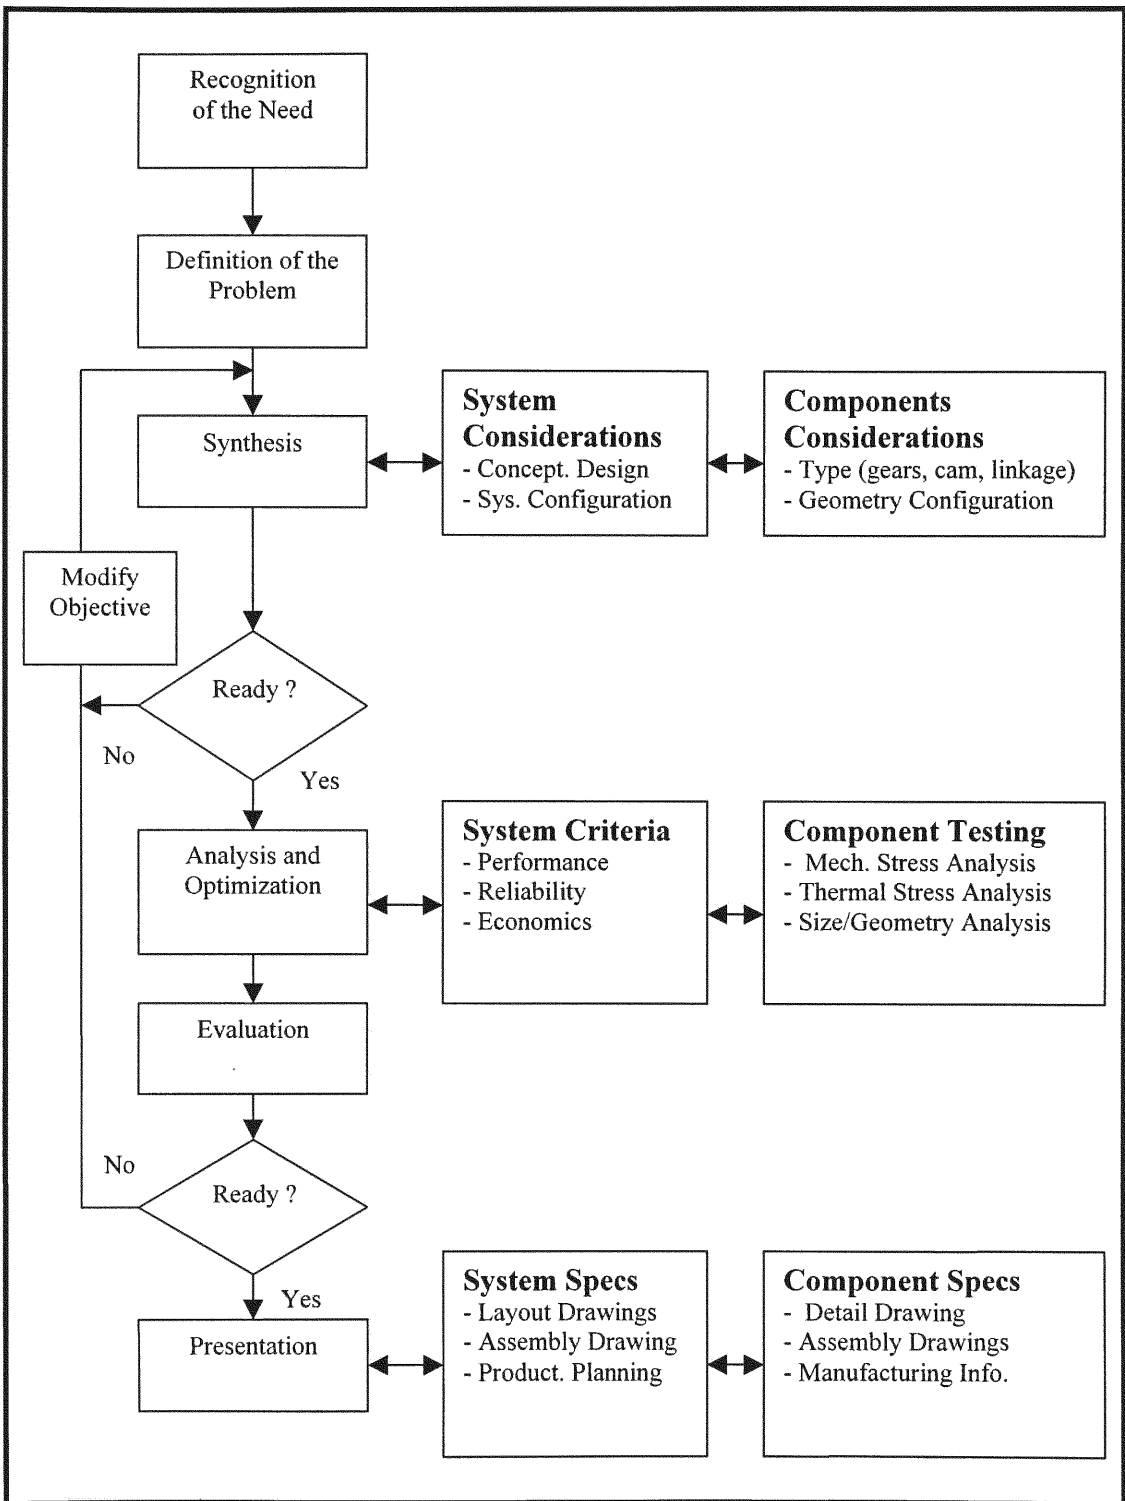 Recognition
of the Need
Definition of the
Problem
Synthesis
System
Considerations
- Concept. Design
- Sys. Configuration
Components
Considerations
- Type (gears, cam, linkage)
- Geometry Configuration
Modify
Objective
Ready ?
No
Yes
Analysis and
Optimization
System Criteria
- Performance
- Reliability
- Economics
Component Testing
- Mech. Stress Analysis
- Thermal Stress Analysis
- Size/Geometry Analysis
Evaluation
No
Ready ?
Yes
Presentation
System Specs
- Layout Drawings
- Assembly Drawing
- Product. Planning
Component Specs
- Detail Drawing
- Assembly Drawings
- Manufacturing Info.